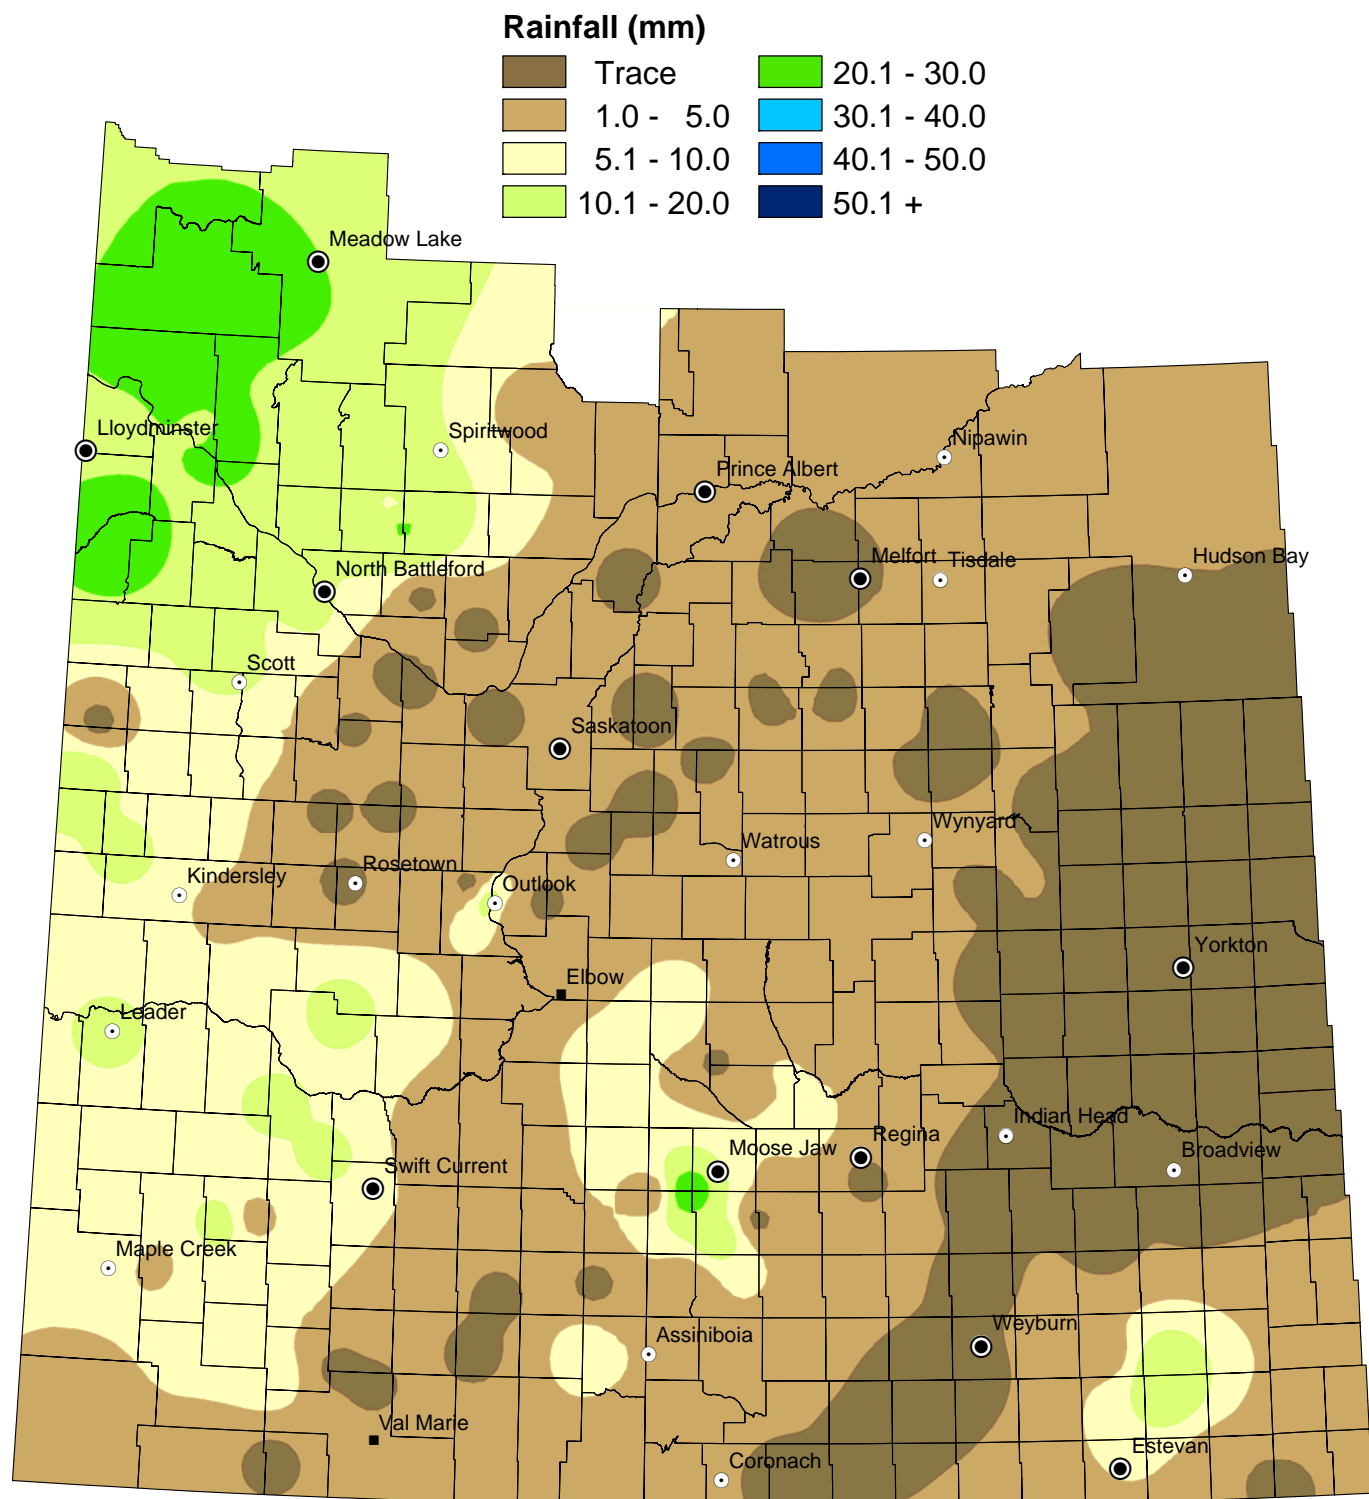 Rainfall (mm)
Trace
20.1 - 30.0
1.0 - 5.0
30.1 - 40.0
5.1 - 10.0
40.1 - 50.0
10.1 - 20.0
50.1 +
Meadow Lake
Lloydminster
Spiritwood
Nipawin
Prince Albert
Melfort
Tisdale
Hudson Bay
North Battleford
Scott
Saskatoon
Watrous
Wynyard
Rosetown
Kindersley
Outlook
Yorkton
Elbow
Leader
Indian Head
Regina
Moose Jaw
Broadview
Swift Current
Maple Creek
Weyburn
Assiniboia
Val Marie
Estevan
Coronach